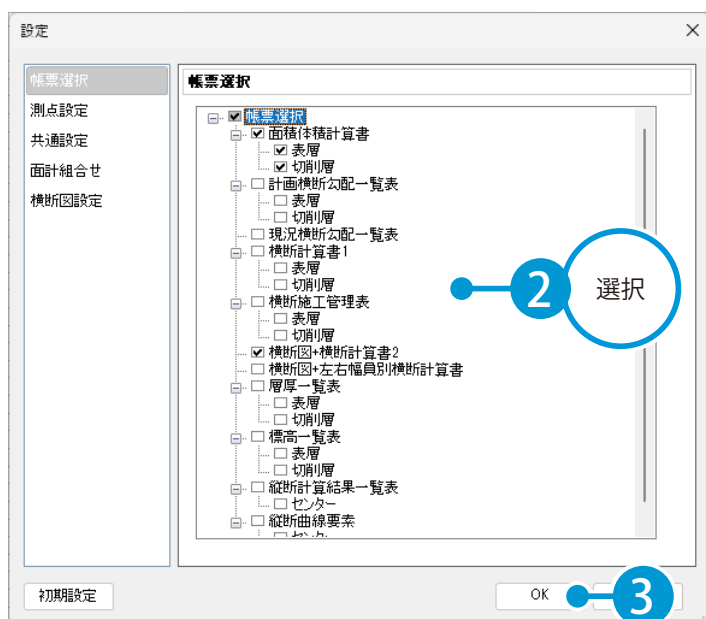 設定
帳票選択
測点設定
共通設定
面計組合せ
横断図設定
帳票選択
帳票選択
面積体積計算書
表層
切削層
計画横断勾配一覧表
表層
切削層
現況横断勾配一覧表
横断計算書1
表層
切削層
横断施工管理表
表層
切削層
横断図+横断計算書2
横断図+左右幅員別横断計算書
層厚一覧表
表層
切削層
標高一覧表
表層
切削層
縦断計算結果一覧表
センター
縦断曲線要素
センター
2 選択
初期設定
OK
3